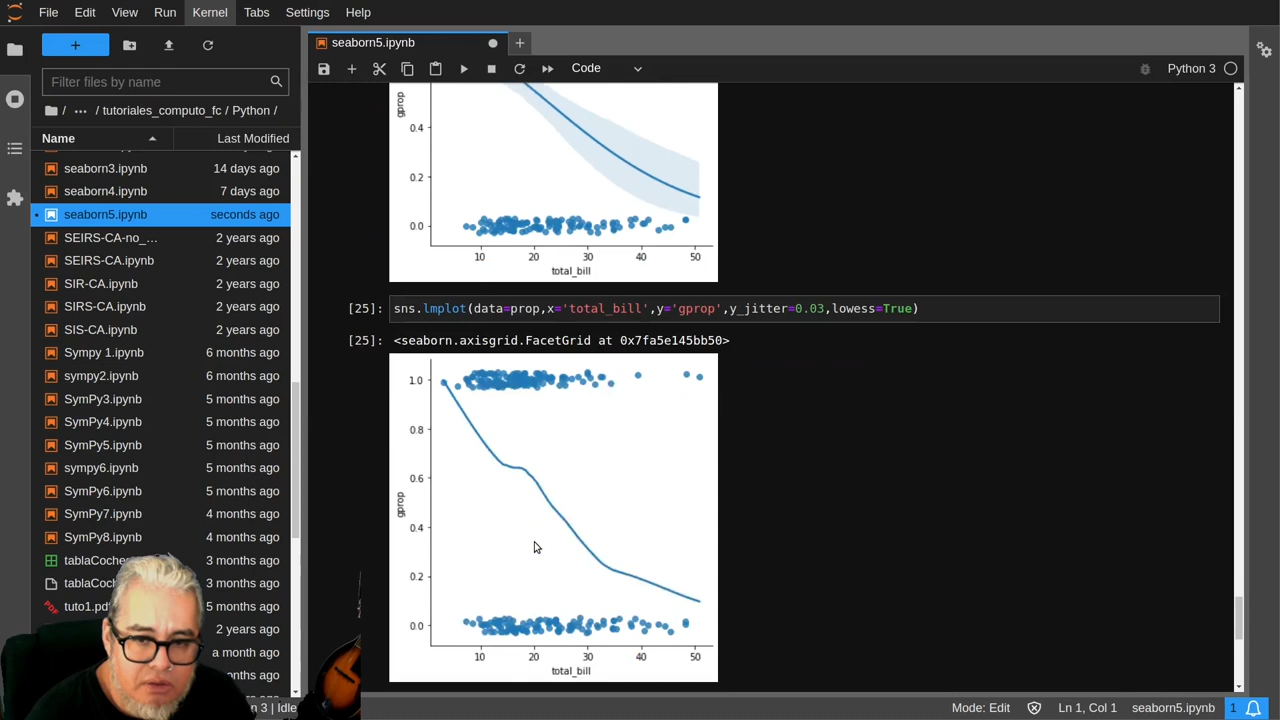 File Edit View Run Kernel Tabs Settings Help
seaborn5.ipynb
Filter files by name
/ ... / tutoriales_computo_fc / Python /
Code
Python 3
Name Last Modified
seaborn3.ipynb 14 days ago
seaborn4.ipynb 7 days ago
seaborn5.ipynb seconds ago
SEIRS-CA-no_… 2 years ago
SEIRS-CA.ipynb 2 years ago
SIR-CA.ipynb 2 years ago
SIRS-CA.ipynb 2 years ago
SIS-CA.ipynb 2 years ago
Sympy 1.ipynb 6 months ago
sympy2.ipynb 6 months ago
SymPy3.ipynb 5 months ago
SymPy4.ipynb 5 months ago
SymPy5.ipynb 5 months ago
sympy6.ipynb 5 months ago
SymPy6.ipynb 5 months ago
SymPy7.ipynb 4 months ago
SymPy8.ipynb 4 months ago
tablaCoche 3 months ago
tablaCoch 3 months ago
PDF tuto1.pd 5 months ago
2 years ago
a month ago
onths ago
gprop
0.4
0.2
0.0
10 20 30 40 50
total_bill
[25]: sns.lmplot(data=prop,x='total_bill',y='gprop',y_jitter=0.03,lowess=True)
[25]: <seaborn.axisgrid.FacetGrid at 0x7fa5e145bb50>
1.0
0.8
0.6
gprop
0.4
0.2
0.0
10 20 30 40 50
total_bill
n 3 | Idle
Mode: Edit
Ln 1, Col 1
seaborn5.ipynb
1